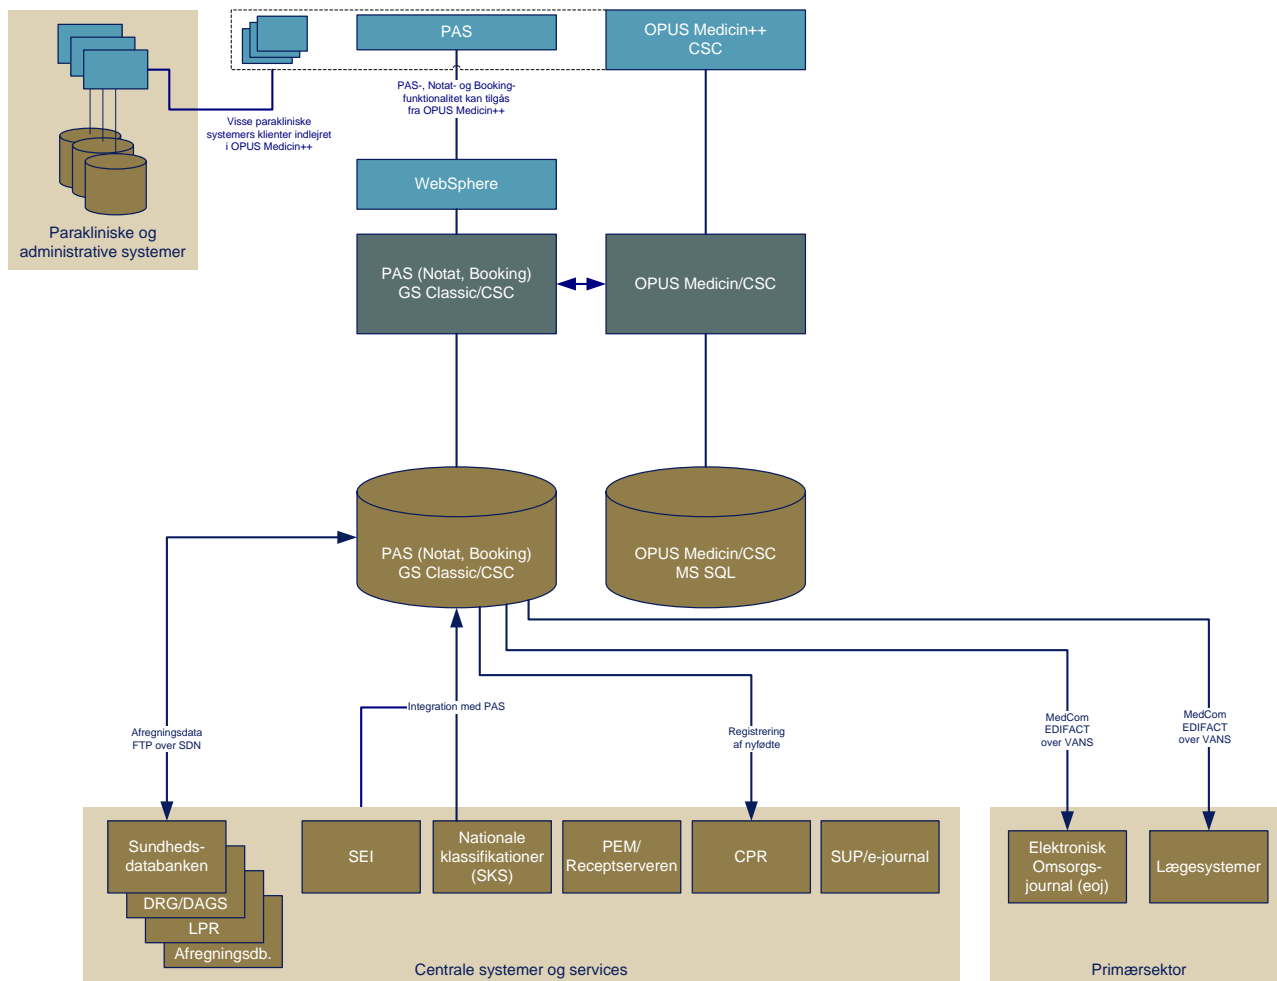 PAS
OPUS Medicin++
CSC
PAS-, Notat- og Booking-
funktionalitet kan tilgås
fra OPUS Medicin++
Visse parakliniske
systemers klienter indlejret
i OPUS Medicin++
WebSphere
Parakliniske og
administrative systemer
PAS (Notat, Booking)
GS Classic/CSC
OPUS Medicin/CSC
PAS (Notat, Booking)
GS Classic/CSC
OPUS Medicin/CSC
MS SQL
Integration med PAS
Afregningsdata
FTP over SDN
Registrering
af nyfødte
MedCom
EDIFACT
over VANS
MedCom
EDIFACT
over VANS
Sundheds-
databanken
DRG/DAGS
LPR
Afregningsdb.
SEI
Nationale
klassifikationer
(SKS)
PEM/
Receptserveren
CPR
SUP/e-journal
Elektronisk
Omsorgs-
journal (eoj)
Lægesystemer
Centrale systemer og services
Primærsektor